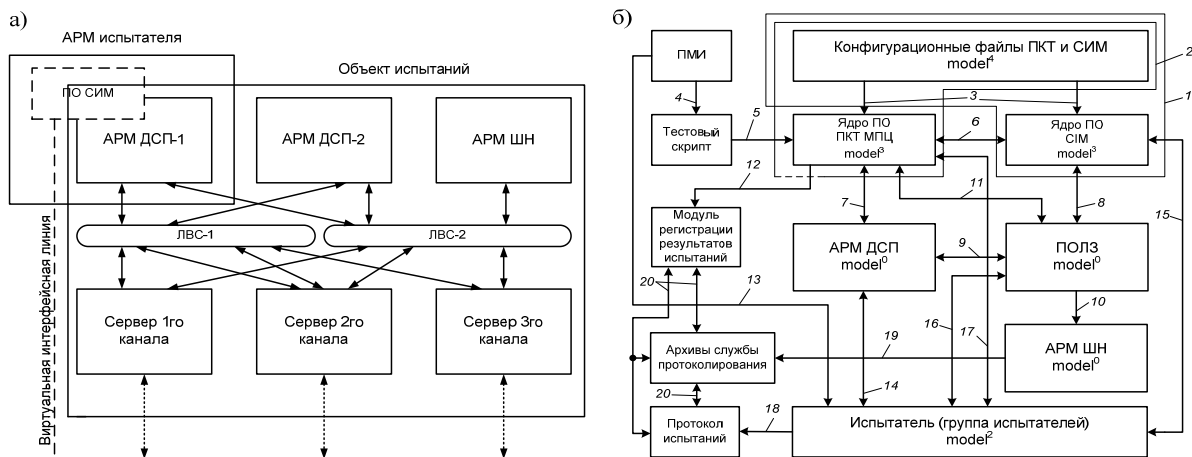 а)
АРМ испытателя
Объект испытаний
ПО СИМ
АРМ ДСП-1
АРМ ДСП-2
АРМ ШН
ЛВС-1
ЛВС-2
Сервер 1го
канала
Сервер 2го
канала
Сервер 3го
канала
Виртуальная интерфейсная линия
б)
ПМИ
Конфигурационные файлы ПКТ и СИМ
model⁴
2
1
3
4
Тестовый
скрипт
5
Ядро ПО
ПКТ МПЦ
model³
6
Ядро ПО
CIM
model³
12
7
11
8
15
Модуль
регистрации
результатов
испытаний
АРМ ДСП
model⁰
9
ПОЛЗ
model⁰
20
13
16
17
10
Архивы службы
протоколирования
19
АРМ ШН
model⁰
20
14
Протокол
испытаний
18
Испытатель (группа испытателей)
model²